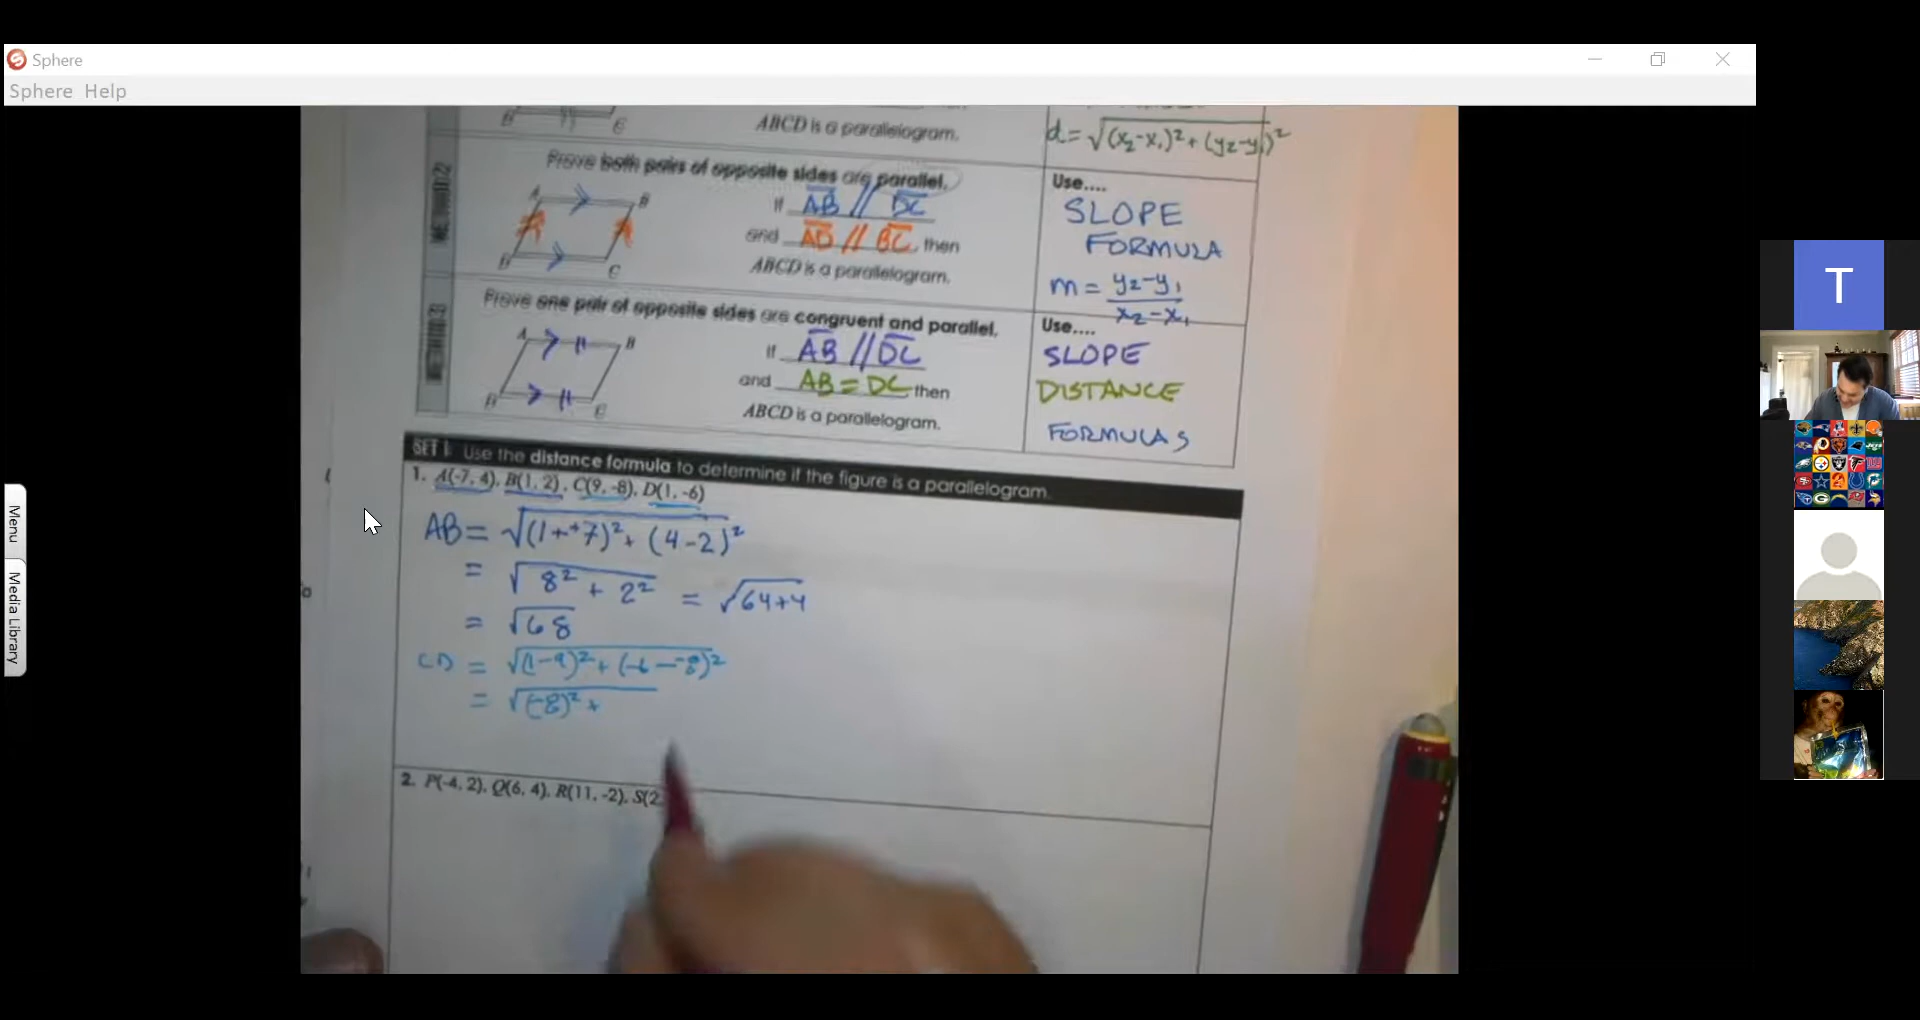 Sphere
Sphere Help
ABCD is a parallelogram.
d = √(x₂-x₁)² + (y₂-y₁)²
Prove both pairs of opposite sides are parallel.
If AB // DC
and AD // BC, then
ABCD is a parallelogram.
A B
D C
METHOD 2
Use....
SLOPE
FORMULA
m = y₂-y₁
x₂-x₁
Prove one pair of opposite sides are congruent and parallel.
If AB // DC
and AB = DC then
ABCD is a parallelogram.
A B
D C
METHOD 3
Use....
SLOPE
DISTANCE
FORMULAS
SET I: Use the distance formula to determine if the figure is a parallelogram.
1. A(-7, 4), B(1, 2), C(9, -8), D(1, -6)
AB = √(1+⁺7)² + (4-2)²
= √8² + 2² = √64+4
= √68
CD = √(1-9)² + (-6-⁻8)²
= √(-8)² +
2. P(-4, 2), Q(6, 4), R(11, -2), S(2
Menu
Media Library
T